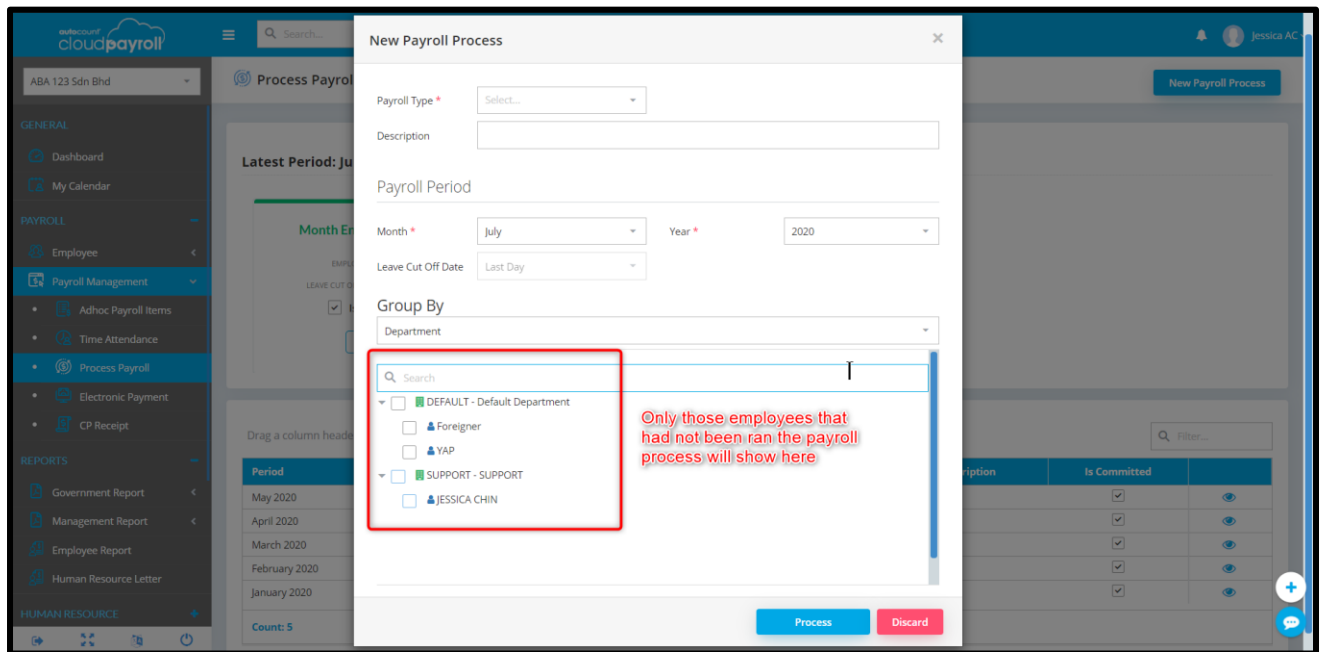 autocount
cloudpayroll
Search...
Jessica AC
ABA 123 Sdn Bhd
Process Payrol
New Payroll Process
GENERAL
Dashboard
My Calendar
PAYROLL
Employee
Payroll Management
Adhoc Payroll Items
Time Attendance
Process Payroll
Electronic Payment
CP Receipt
REPORTS
Government Report
Management Report
Employee Report
Human Resource Letter
HUMAN RESOURCE
Latest Period: Ju
Month En
EMPL
LEAVE CUT O
Drag a column heade
Filter...
Period
ription
Is Committed
May 2020
April 2020
March 2020
February 2020
January 2020
Count: 5
New Payroll Process
Payroll Type *
Select...
Description
Payroll Period
Month *
July
Year *
2020
Leave Cut Off Date
Last Day
Group By
Department
Search
DEFAULT - Default Department
Foreigner
YAP
SUPPORT - SUPPORT
JESSICA CHIN
Only those employees that
had not been ran the payroll
process will show here
Process
Discard